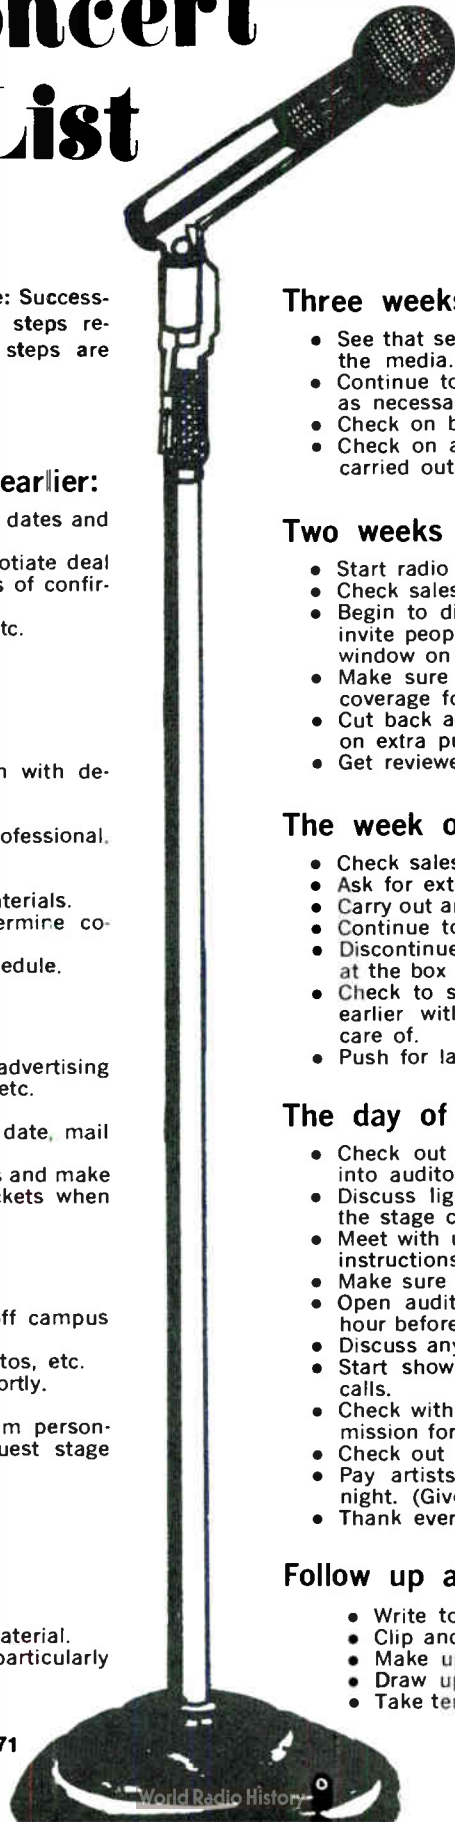 oncert
List
e: Success-
steps re-
steps are
earlier:
dates and
otiate deal
s of confir-
tc.
n with de-
ofessional.
aterials.
ermine co-
edule.
advertising
etc.
date, mail
s and make
ckets when
off campus
tos, etc.
ortly.
m person-
uest stage
aterial.
particularly
71
Three weeks
• See that se
the media.
• Continue to
as necessa
• Check on b
• Check on a
carried out
Two weeks
• Start radio
• Check sales
• Begin to di
invite peop
window on
• Make sure
coverage fo
• Cut back a
on extra pu
• Get reviewe
The week o
• Check sales
• Ask for ext
• Carry out a
• Continue to
• Discontinue
at the box
• Check to s
earlier with
care of.
• Push for la
The day of
• Check out
into audito
• Discuss lig
the stage c
• Meet with u
instructions
• Make sure
• Open audit
hour before
• Discuss any
• Start show
calls.
• Check with
mission for
• Check out
• Pay artists
night. (Give
• Thank ever
Follow up a
• Write to
• Clip and
• Make up
• Draw up
• Take te
World Radio History